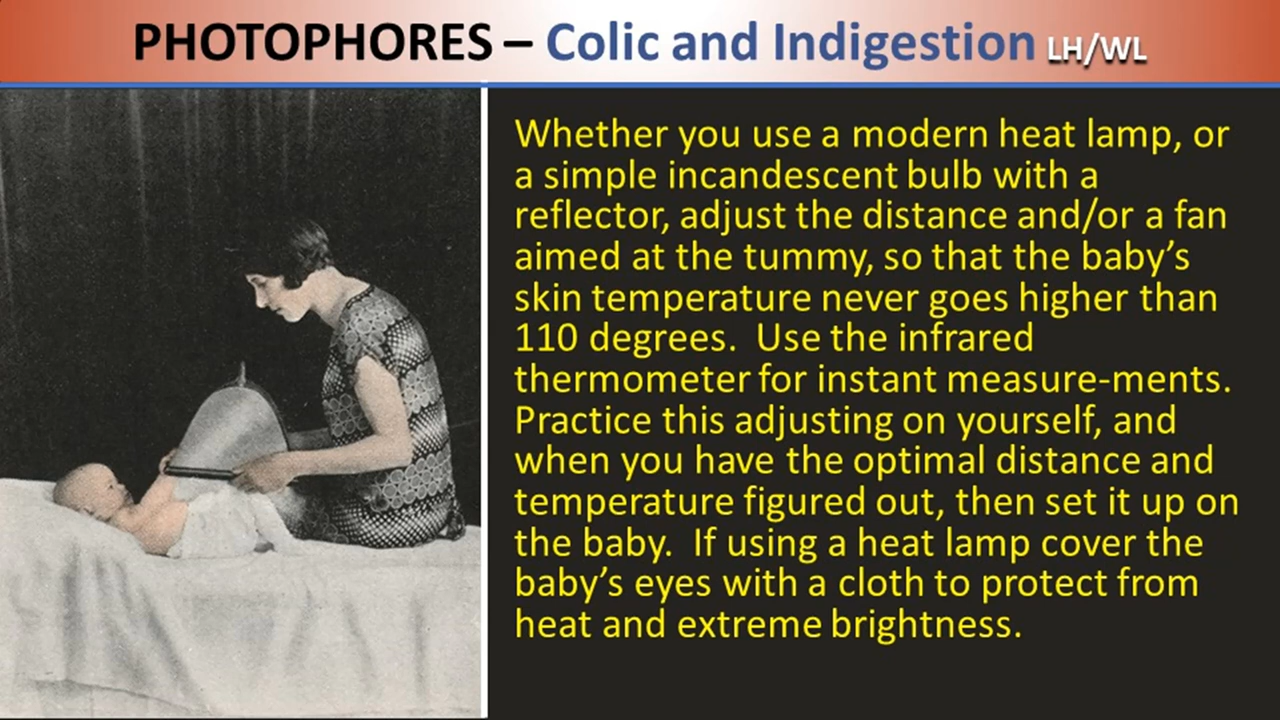 PHOTOPHORES – Colic and Indigestion LH/WL
Whether you use a modern heat lamp, or
a simple incandescent bulb with a
reflector, adjust the distance and/or a fan
aimed at the tummy, so that the baby’s
skin temperature never goes higher than
110 degrees.  Use the infrared
thermometer for instant measure-ments.
Practice this adjusting on yourself, and
when you have the optimal distance and
temperature figured out, then set it up on
the baby.  If using a heat lamp cover the
baby’s eyes with a cloth to protect from
heat and extreme brightness.